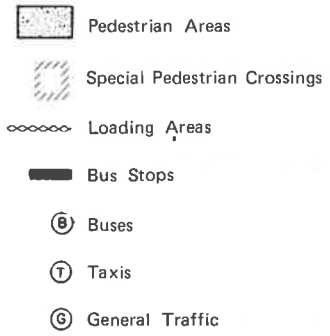 Pedestrian Areas
Special Pedestrian Crossings
Loading Areas
Bus Stops
B Buses
T Taxis
G General Traffic